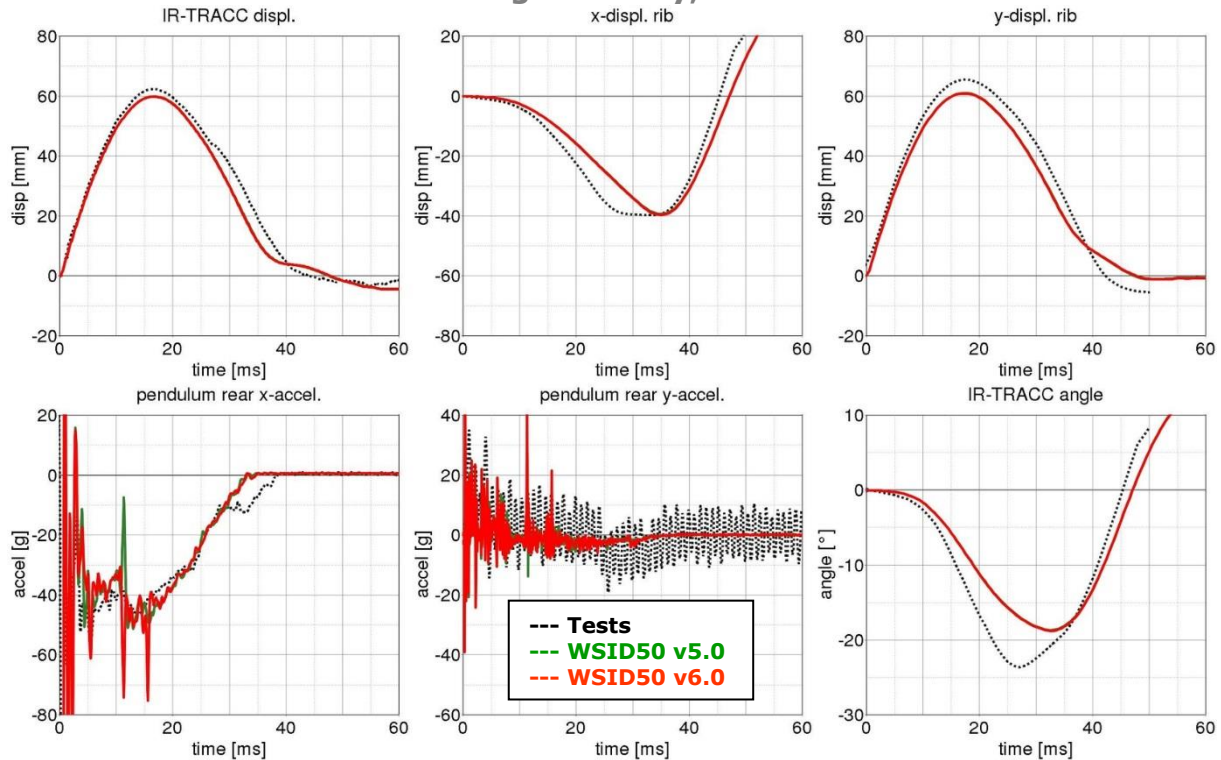 IR-TRACC displ.
x-displ. rib
y-displ. rib
80
60
40
20
0
-20
disp [mm]
0
20
40
60
time [ms]
20
0
-20
-40
-60
-80
disp [mm]
0
20
40
60
time [ms]
80
60
40
20
0
-20
disp [mm]
0
20
40
60
time [ms]
pendulum rear x-accel.
pendulum rear y-accel.
IR-TRACC angle
20
0
-20
-40
-60
-80
accel [g]
0
20
40
60
time [ms]
40
20
0
-20
-40
-60
accel [g]
0
20
40
60
time [ms]
--- Tests
--- WSID50 v5.0
--- WSID50 v6.0
10
0
-10
-20
-30
angle [°]
0
20
40
60
time [ms]